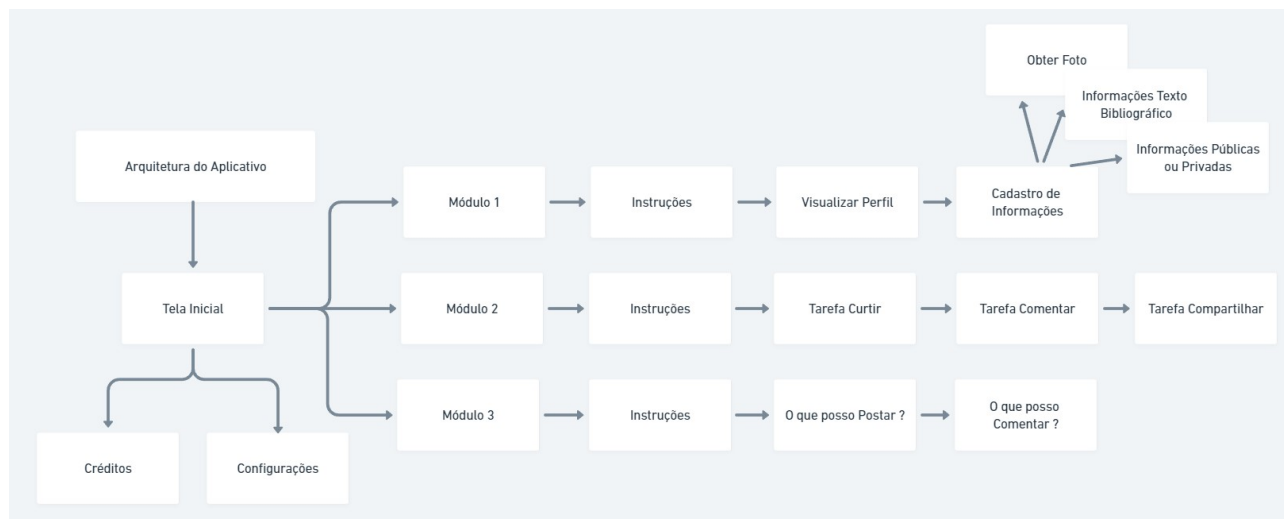 Obter Foto
Informações Texto
Bibliográfico
Informações Públicas
ou Privadas
Arquitetura do Aplicativo
Módulo 1
Instruções
Visualizar Perfil
Cadastro de
Informações
Tela Inicial
Módulo 2
Instruções
Tarefa Curtir
Tarefa Comentar
Tarefa Compartilhar
Módulo 3
Instruções
O que posso Postar ?
O que posso
Comentar ?
Créditos
Configurações